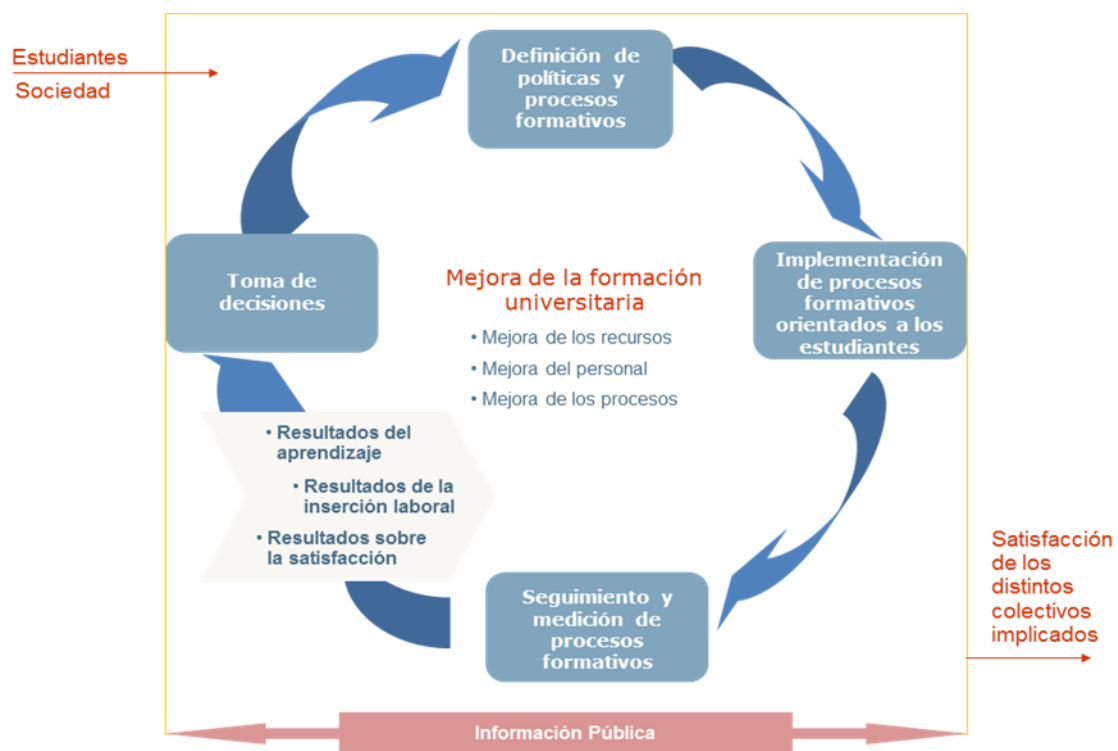 Estudiantes
Sociedad
Definición de
políticas y
procesos
formativos
Toma de
decisiones
Mejora de la formación
universitaria
• Mejora de los recursos
• Mejora del personal
• Mejora de los procesos
Implementación
de procesos
formativos
orientados a los
estudiantes
• Resultados del
aprendizaje
• Resultados de la
inserción laboral
• Resultados sobre
la satisfacción
Seguimiento y
medición de
procesos
formativos
Satisfacción
de los
distintos
colectivos
implicados
Información Pública